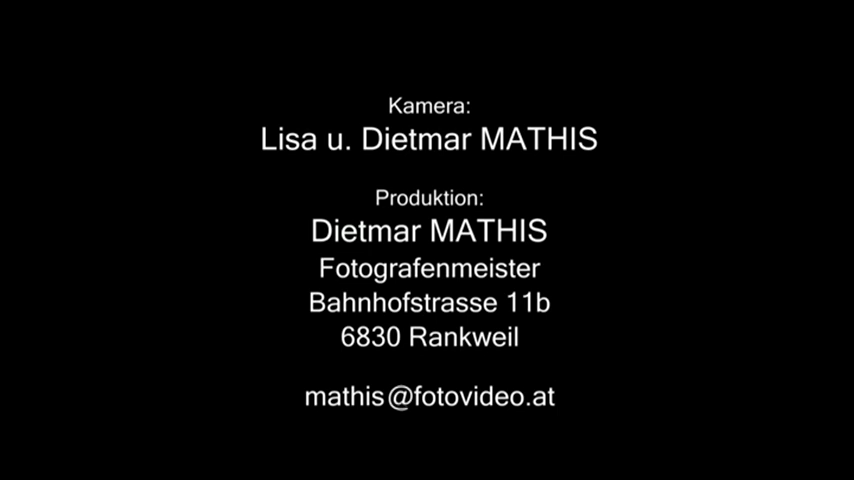 Kamera:
Lisa u. Dietmar MATHIS
Produktion:
Dietmar MATHIS
Fotografenmeister
Bahnhofstrasse 11b
6830 Rankweil
mathis@fotovideo.at